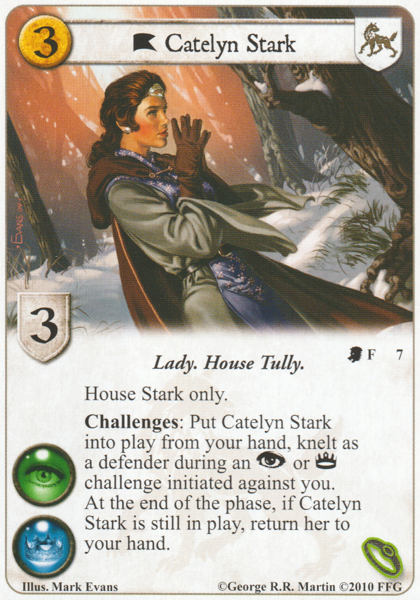 3 Catelyn Stark
EVANS
3
Lady. House Tully.
F 7
House Stark only.
Challenges: Put Catelyn Stark
into play from your hand, knelt as
a defender during an or
challenge initiated against you.
At the end of the phase, if Catelyn
Stark is still in play, return her to
your hand.
Illus. Mark Evans ©George R.R. Martin ©2010 FFG